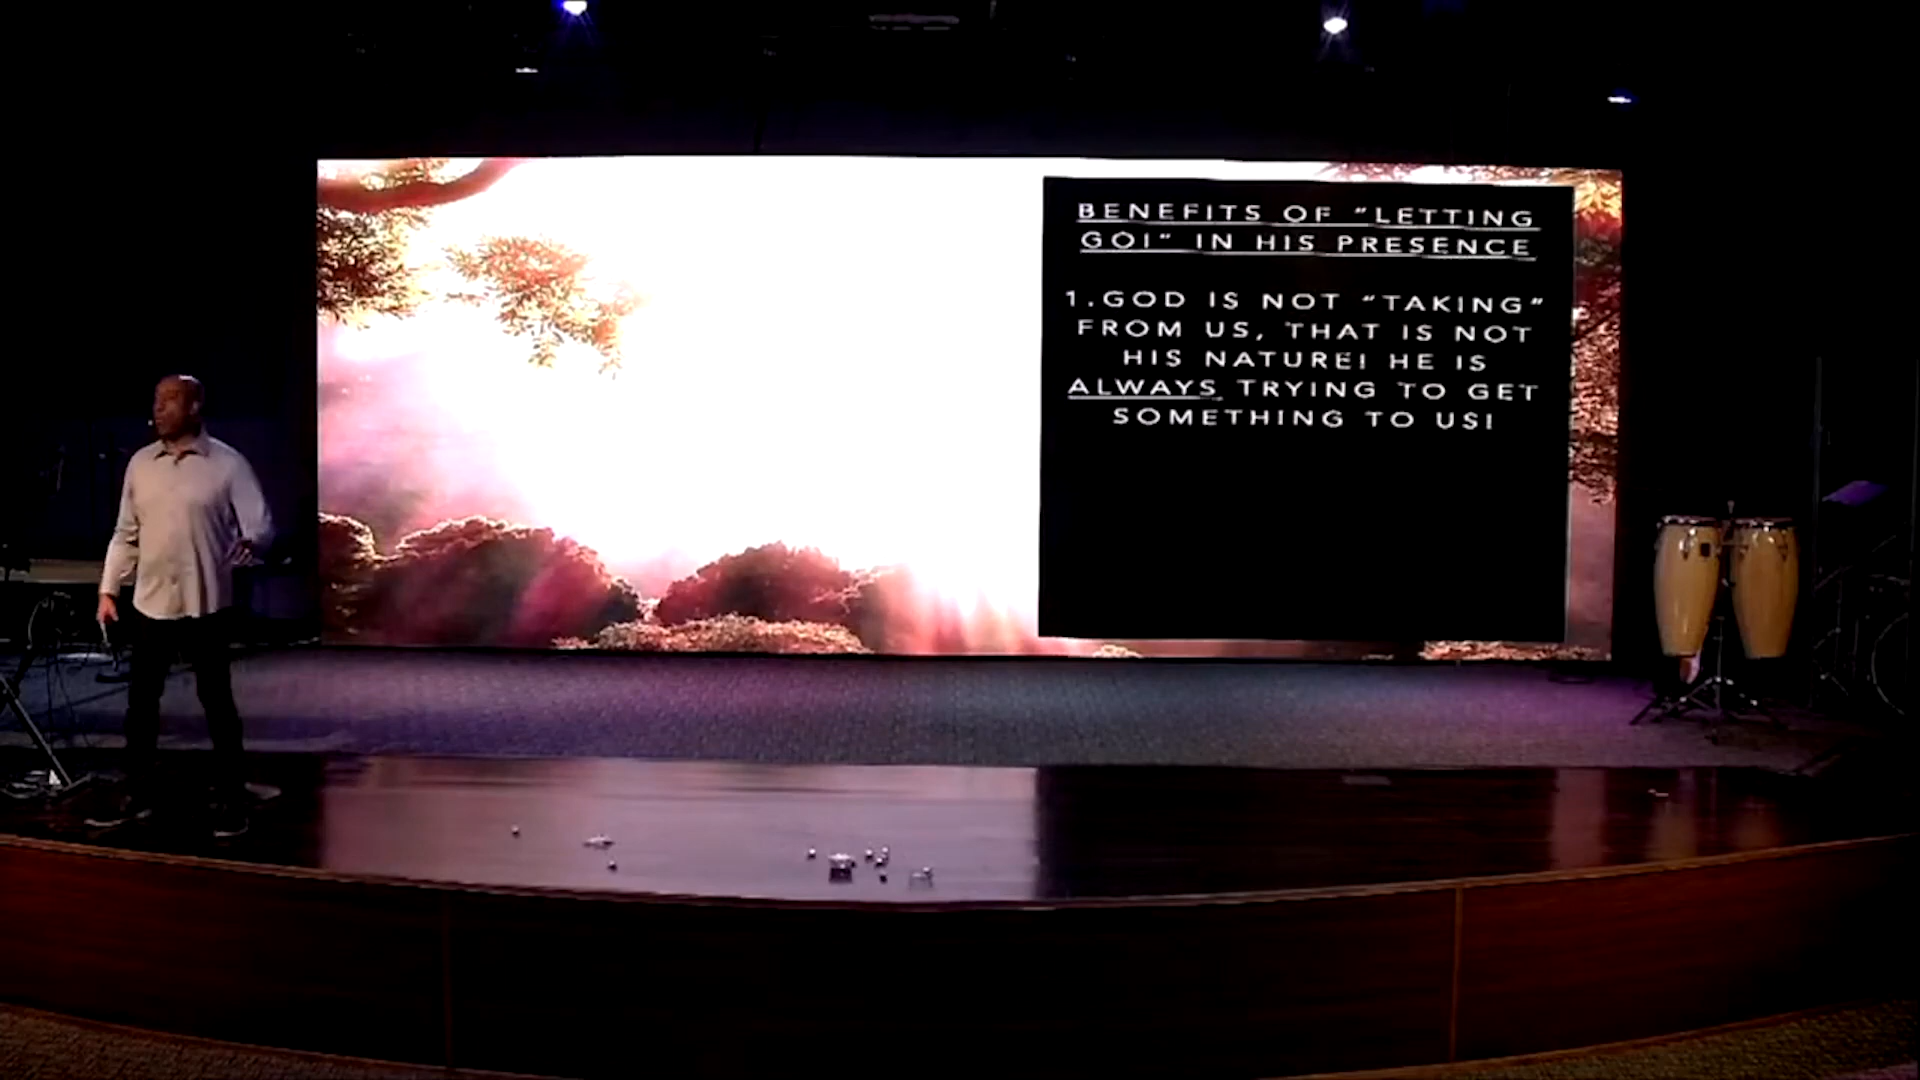 BENEFITS OF "LETTING
GO!" IN HIS PRESENCE
1.GOD IS NOT "TAKING"
FROM US, THAT IS NOT
HIS NATURE! HE IS
ALWAYS TRYING TO GET
SOMETHING TO US!